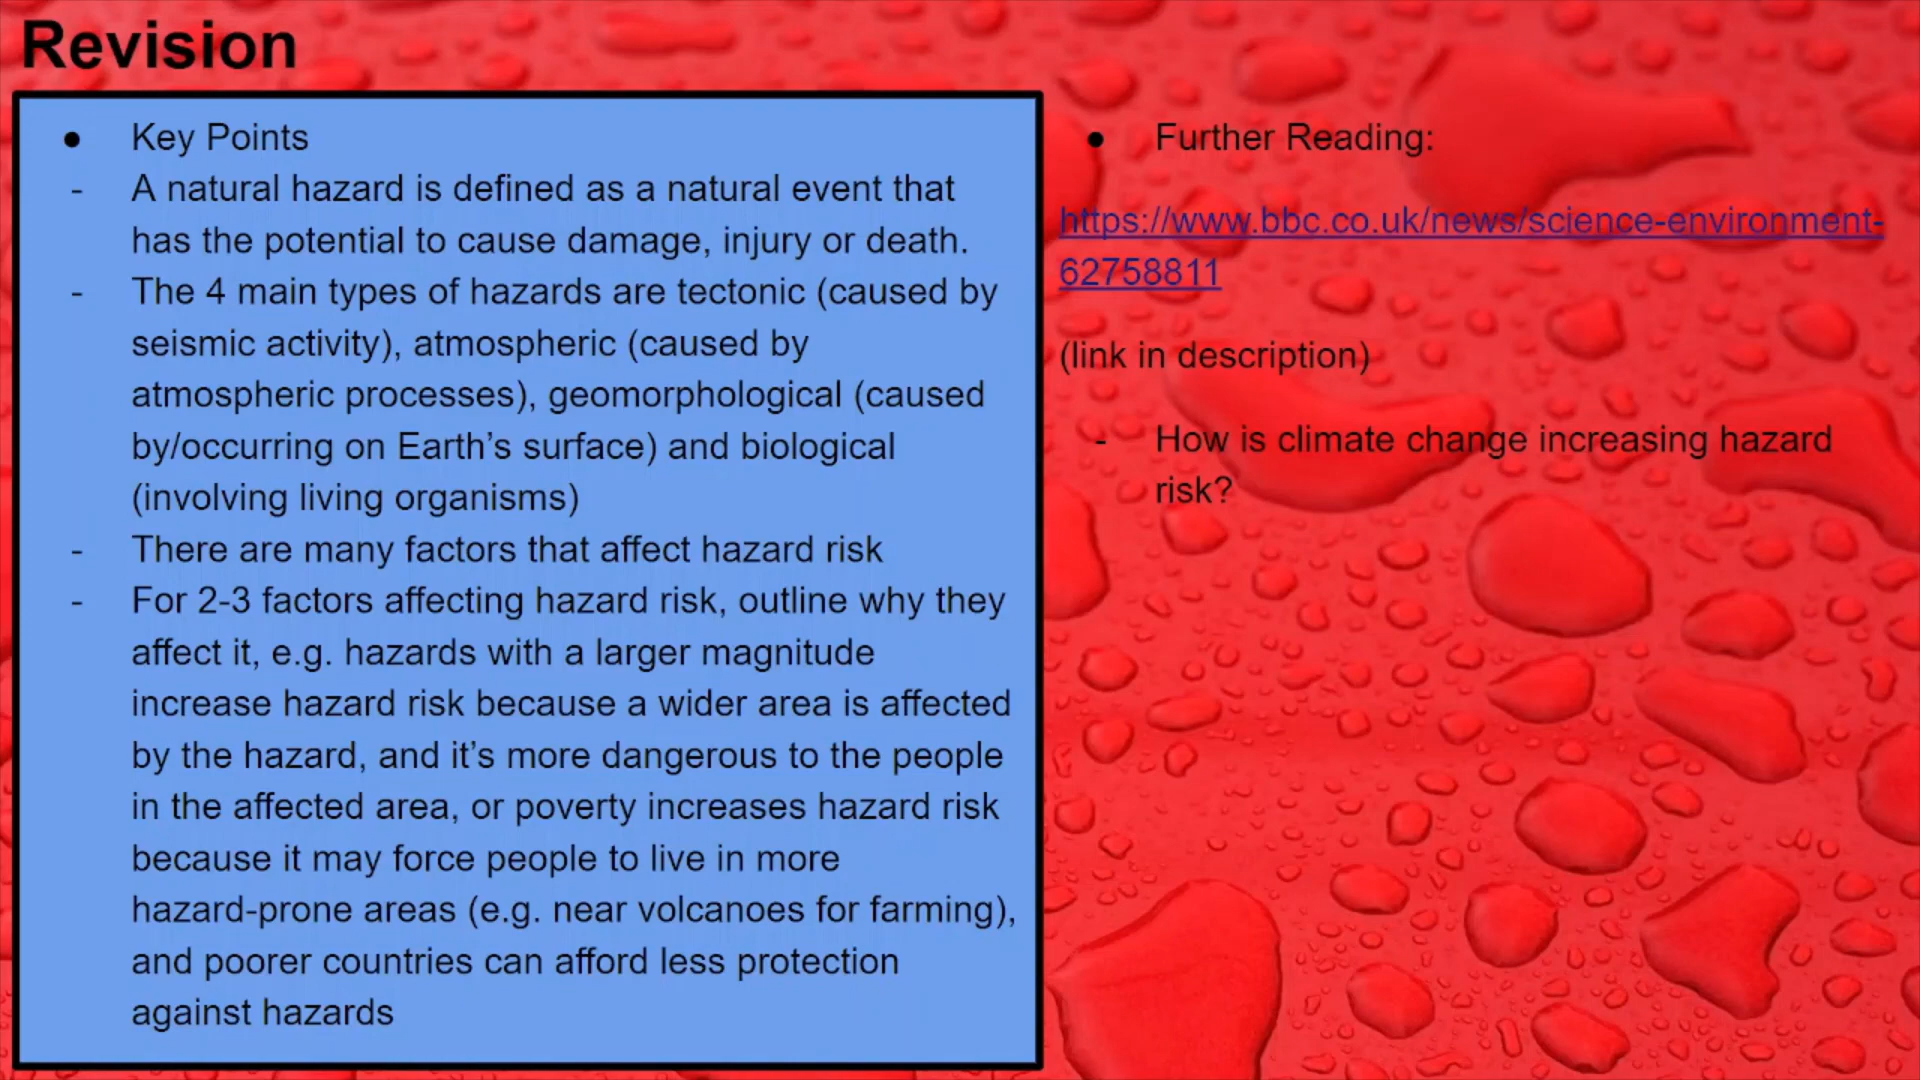 Revision
● Key Points
- A natural hazard is defined as a natural event that
has the potential to cause damage, injury or death.
- The 4 main types of hazards are tectonic (caused by
seismic activity), atmospheric (caused by
atmospheric processes), geomorphological (caused
by/occurring on Earth’s surface) and biological
(involving living organisms)
- There are many factors that affect hazard risk
- For 2-3 factors affecting hazard risk, outline why they
affect it, e.g. hazards with a larger magnitude
increase hazard risk because a wider area is affected
by the hazard, and it’s more dangerous to the people
in the affected area, or poverty increases hazard risk
because it may force people to live in more
hazard-prone areas (e.g. near volcanoes for farming),
and poorer countries can afford less protection
against hazards
● Further Reading:
https://www.bbc.co.uk/news/science-environment-
62758811
(link in description)
- How is climate change increasing hazard
risk?